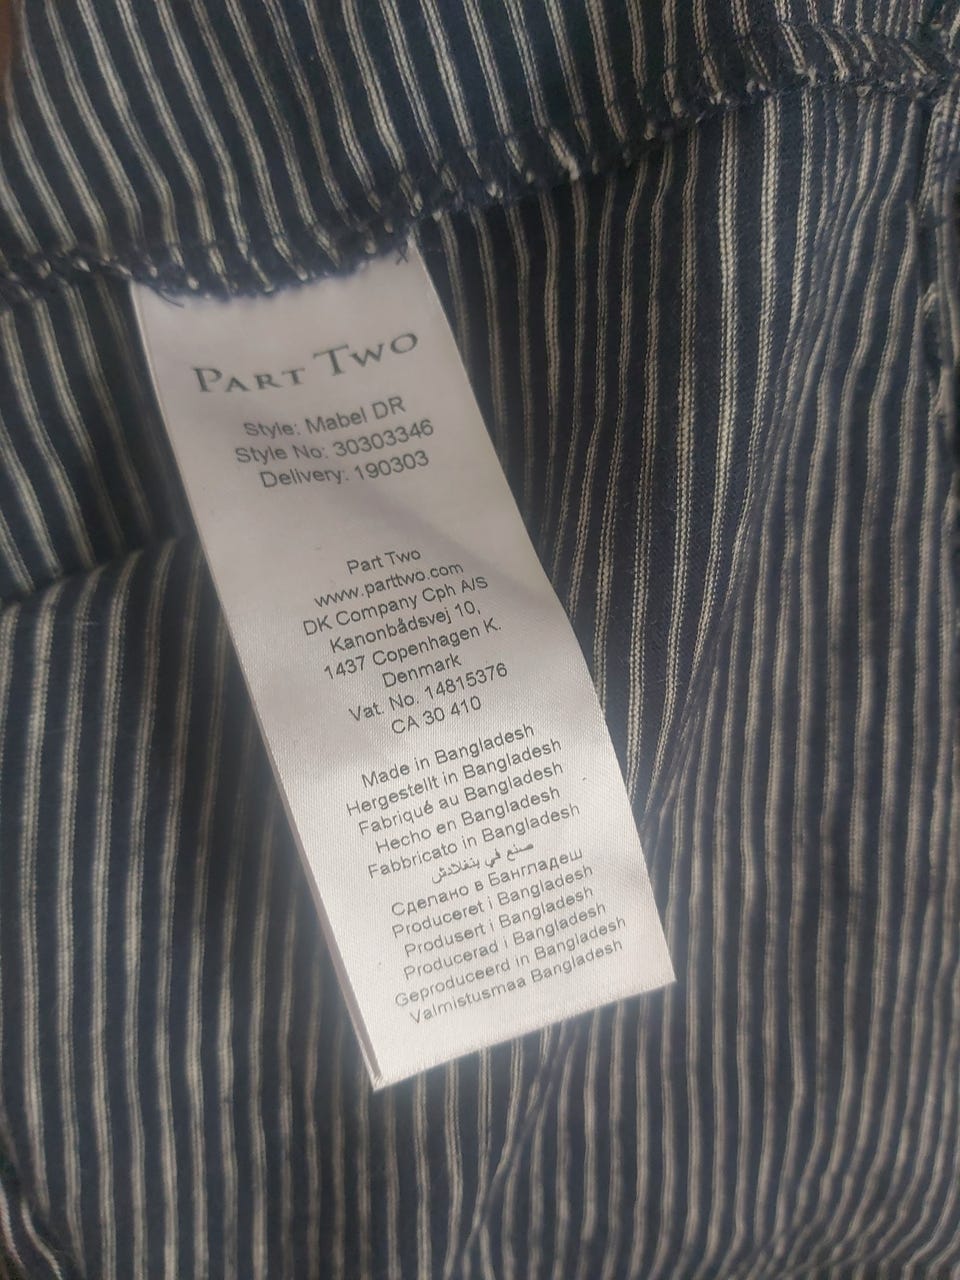 PART TWO
Style: Mabel DR
Style No: 30303346
Delivery: 190303
Part Two
www.parttwo.com
DK Company Cph A/S
Kanonbådsvej 10,
1437 Copenhagen K.
Denmark
Vat. No. 14815376
CA 30 410
Made in Bangladesh
Hergestellt in Bangladesh
Fabriqué au Bangladesh
Hecho en Bangladesh
Fabbricato in Bangladesh
صنع في بنغلادش
Сделано в Бангладеш
Produceret i Bangladesh
Produsert i Bangladesh
Producerad i Bangladesh
Geproduceerd in Bangladesh
Valmistusmaa Bangladesh